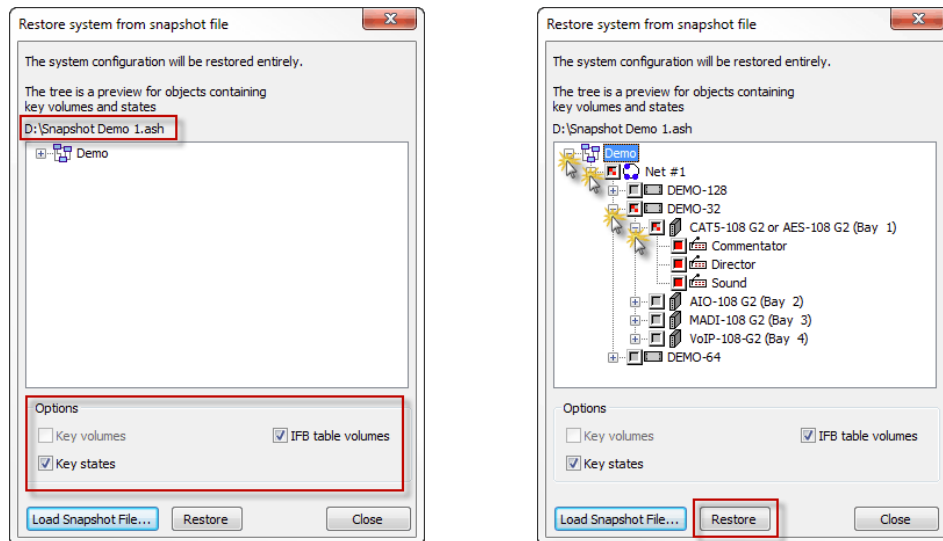 Restore system from snapshot file
The system configuration will be restored entirely.
The tree is a preview for objects containing
key volumes and states
D:\Snapshot Demo 1.ash
Demo
Options
Key volumes
IFB table volumes
Key states
Load Snapshot File...
Restore
Close
Restore system from snapshot file
The system configuration will be restored entirely.
The tree is a preview for objects containing
key volumes and states
D:\Snapshot Demo 1.ash
Demo
Net #1
DEMO-128
DEMO-32
CAT5-108 G2 or AES-108 G2 (Bay 1)
Commentator
Director
Sound
AIO-108 G2 (Bay 2)
MADI-108 G2 (Bay 3)
VoIP-108-G2 (Bay 4)
DEMO-64
Options
Key volumes
IFB table volumes
Key states
Load Snapshot File...
Restore
Close